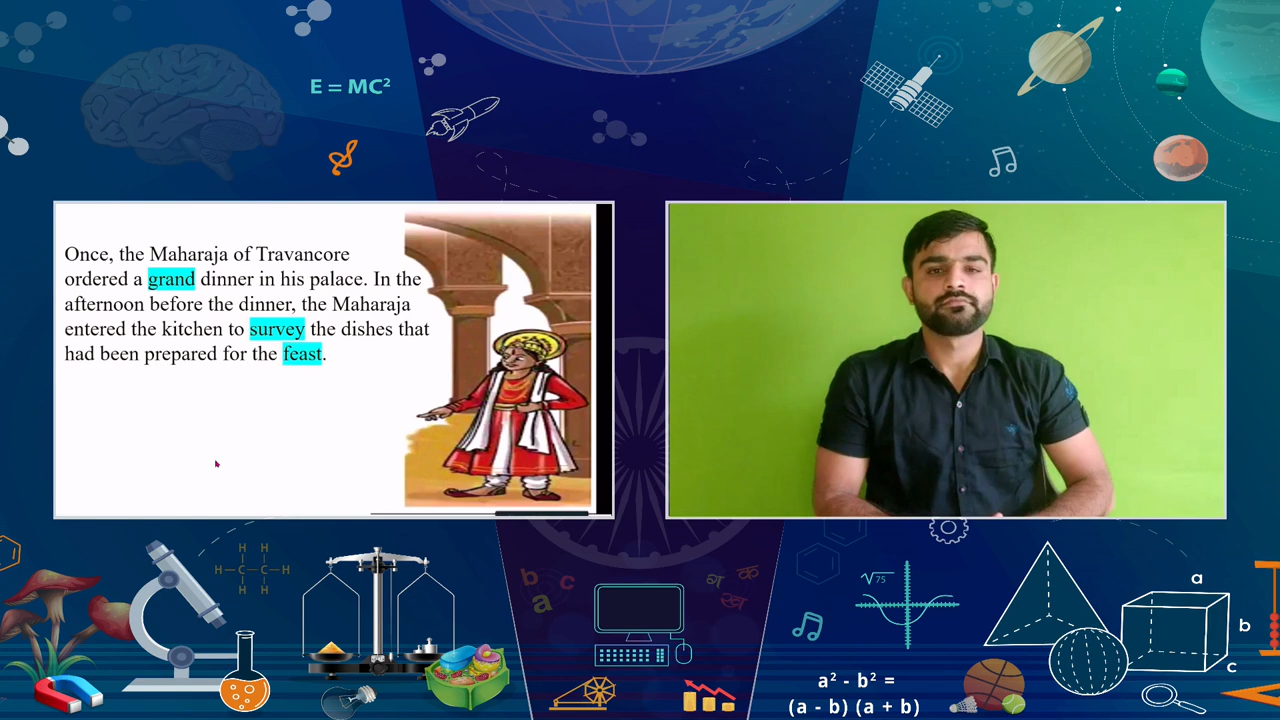 E = MC²
Once, the Maharaja of Travancore
ordered a grand dinner in his palace. In the
afternoon before the dinner, the Maharaja
entered the kitchen to survey the dishes that
had been prepared for the feast.
H H
H C C H
H H
b c
a
ग क
ख
√75
a
b
c
a² - b² =
(a - b) (a + b)